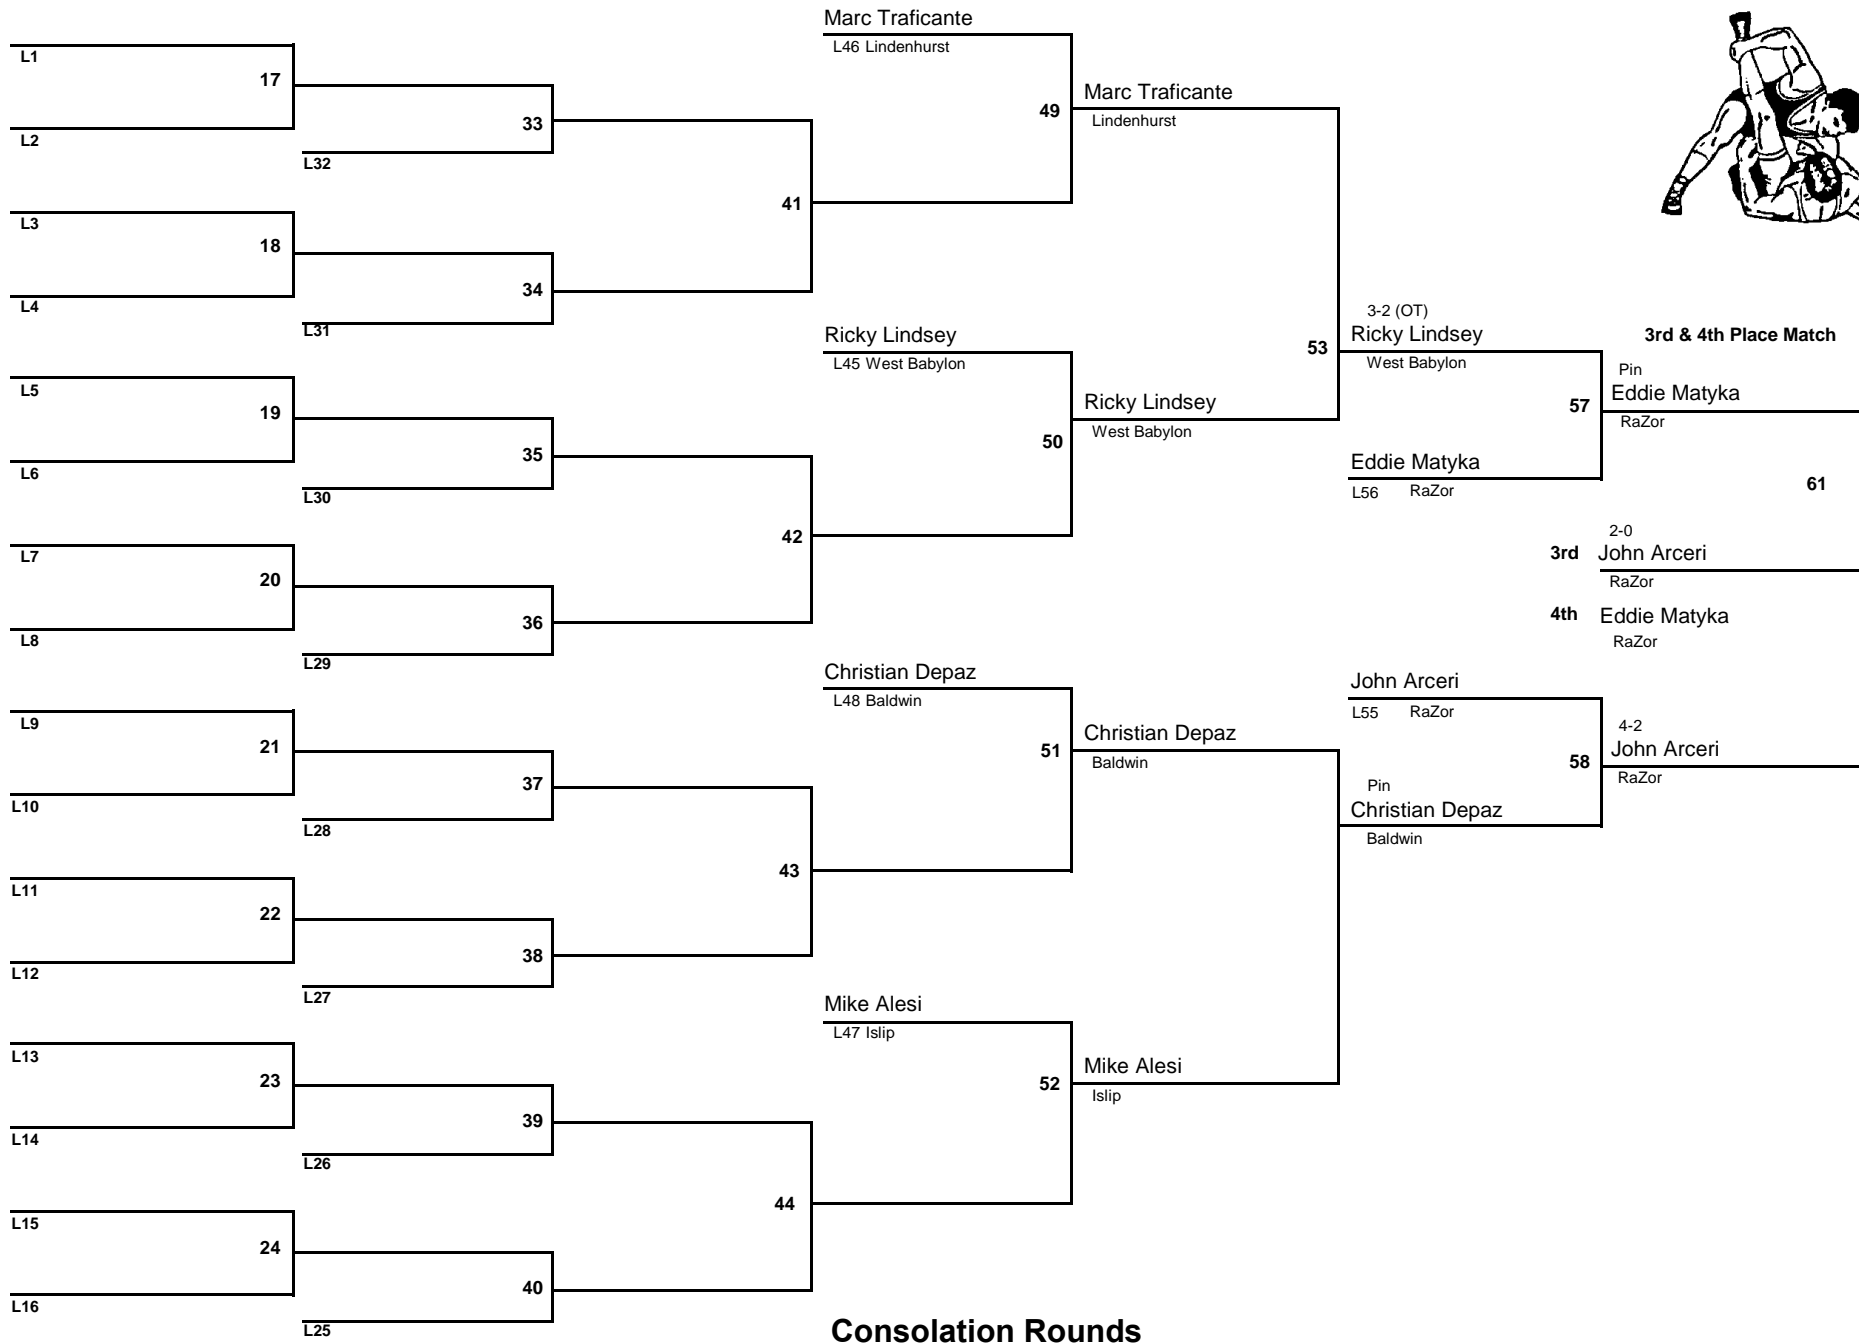 Marc Traficante
L46 Lindenhurst
L1
17
L2
33
L32
49
Marc Traficante
Lindenhurst
41
L3
18
L4
34
L31
3-2 (OT)
Ricky Lindsey
West Babylon
53
Ricky Lindsey
L45 West Babylon
3rd & 4th Place Match
Pin
Eddie Matyka
RaZor
57
L5
19
L6
35
L30
Ricky Lindsey
West Babylon
50
Eddie Matyka
L56 RaZor
61
42
L7
20
L8
36
L29
2-0
3rd John Arceri
RaZor
4th Eddie Matyka
RaZor
Christian Depaz
L48 Baldwin
John Arceri
L55 RaZor
L9
21
L10
37
L28
51
Christian Depaz
Baldwin
58
4-2
John Arceri
RaZor
Pin
Christian Depaz
Baldwin
43
L11
22
L12
38
L27
Mike Alesi
L47 Islip
L13
23
L14
39
L26
52
Mike Alesi
Islip
44
L15
24
L16
40
L25
Consolation Rounds